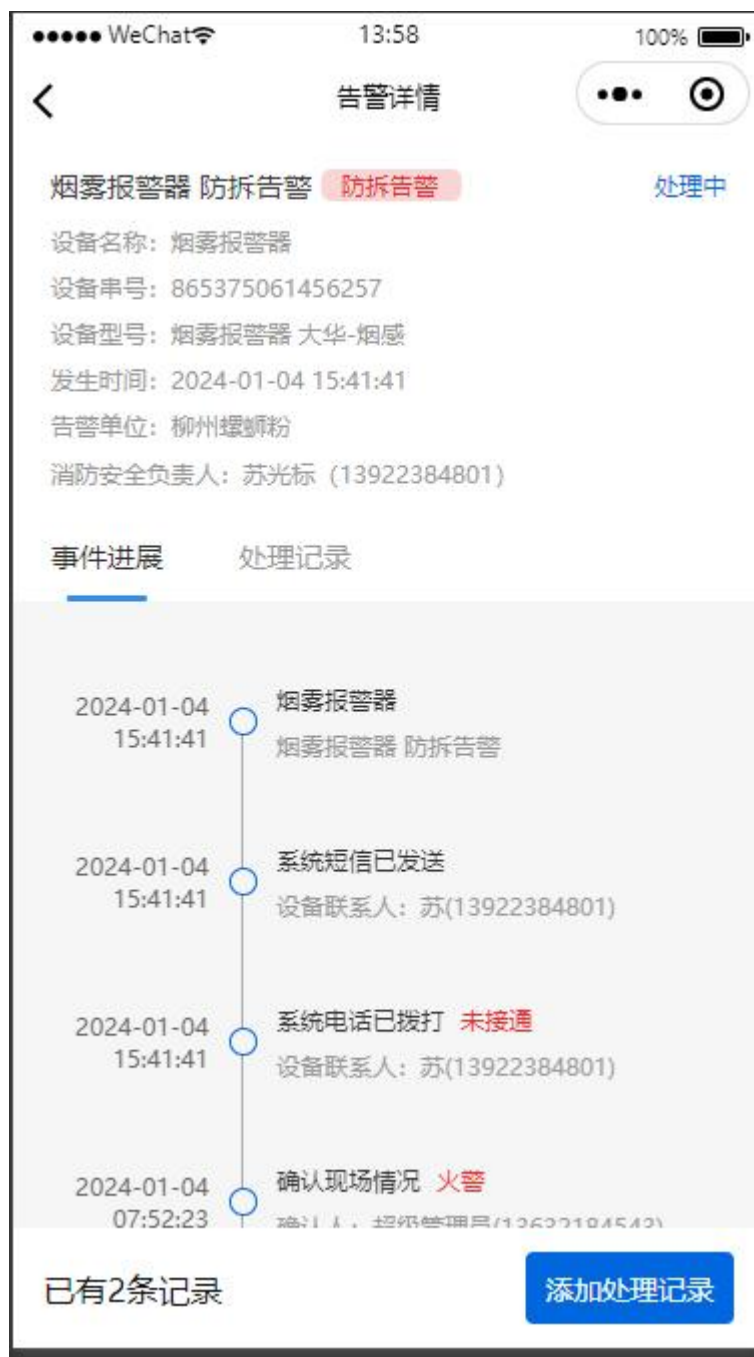 WeChat 13:58 100%
告警详情
烟雾报警器 防拆告警 防拆告警 处理中
设备名称：烟雾报警器
设备串号：865375061456257
设备型号：烟雾报警器 大华-烟感
发生时间：2024-01-04 15:41:41
告警单位：柳州螺蛳粉
消防安全负责人：苏光标（13922384801）
事件进展 处理记录
2024-01-04
15:41:41
烟雾报警器
烟雾报警器 防拆告警
2024-01-04
15:41:41
系统短信已发送
设备联系人：苏(13922384801)
2024-01-04
15:41:41
系统电话已拨打 未接通
设备联系人：苏(13922384801)
2024-01-04
07:52:23
确认现场情况 火警
确认人：超级管理员(13632184543)
已有2条记录 添加处理记录